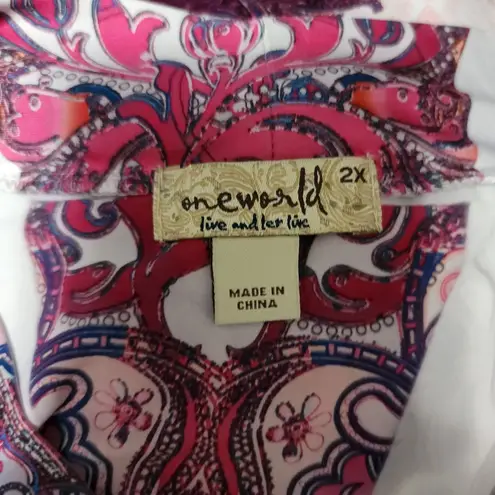 oneworld 2X
live and let live
MADE IN
CHINA